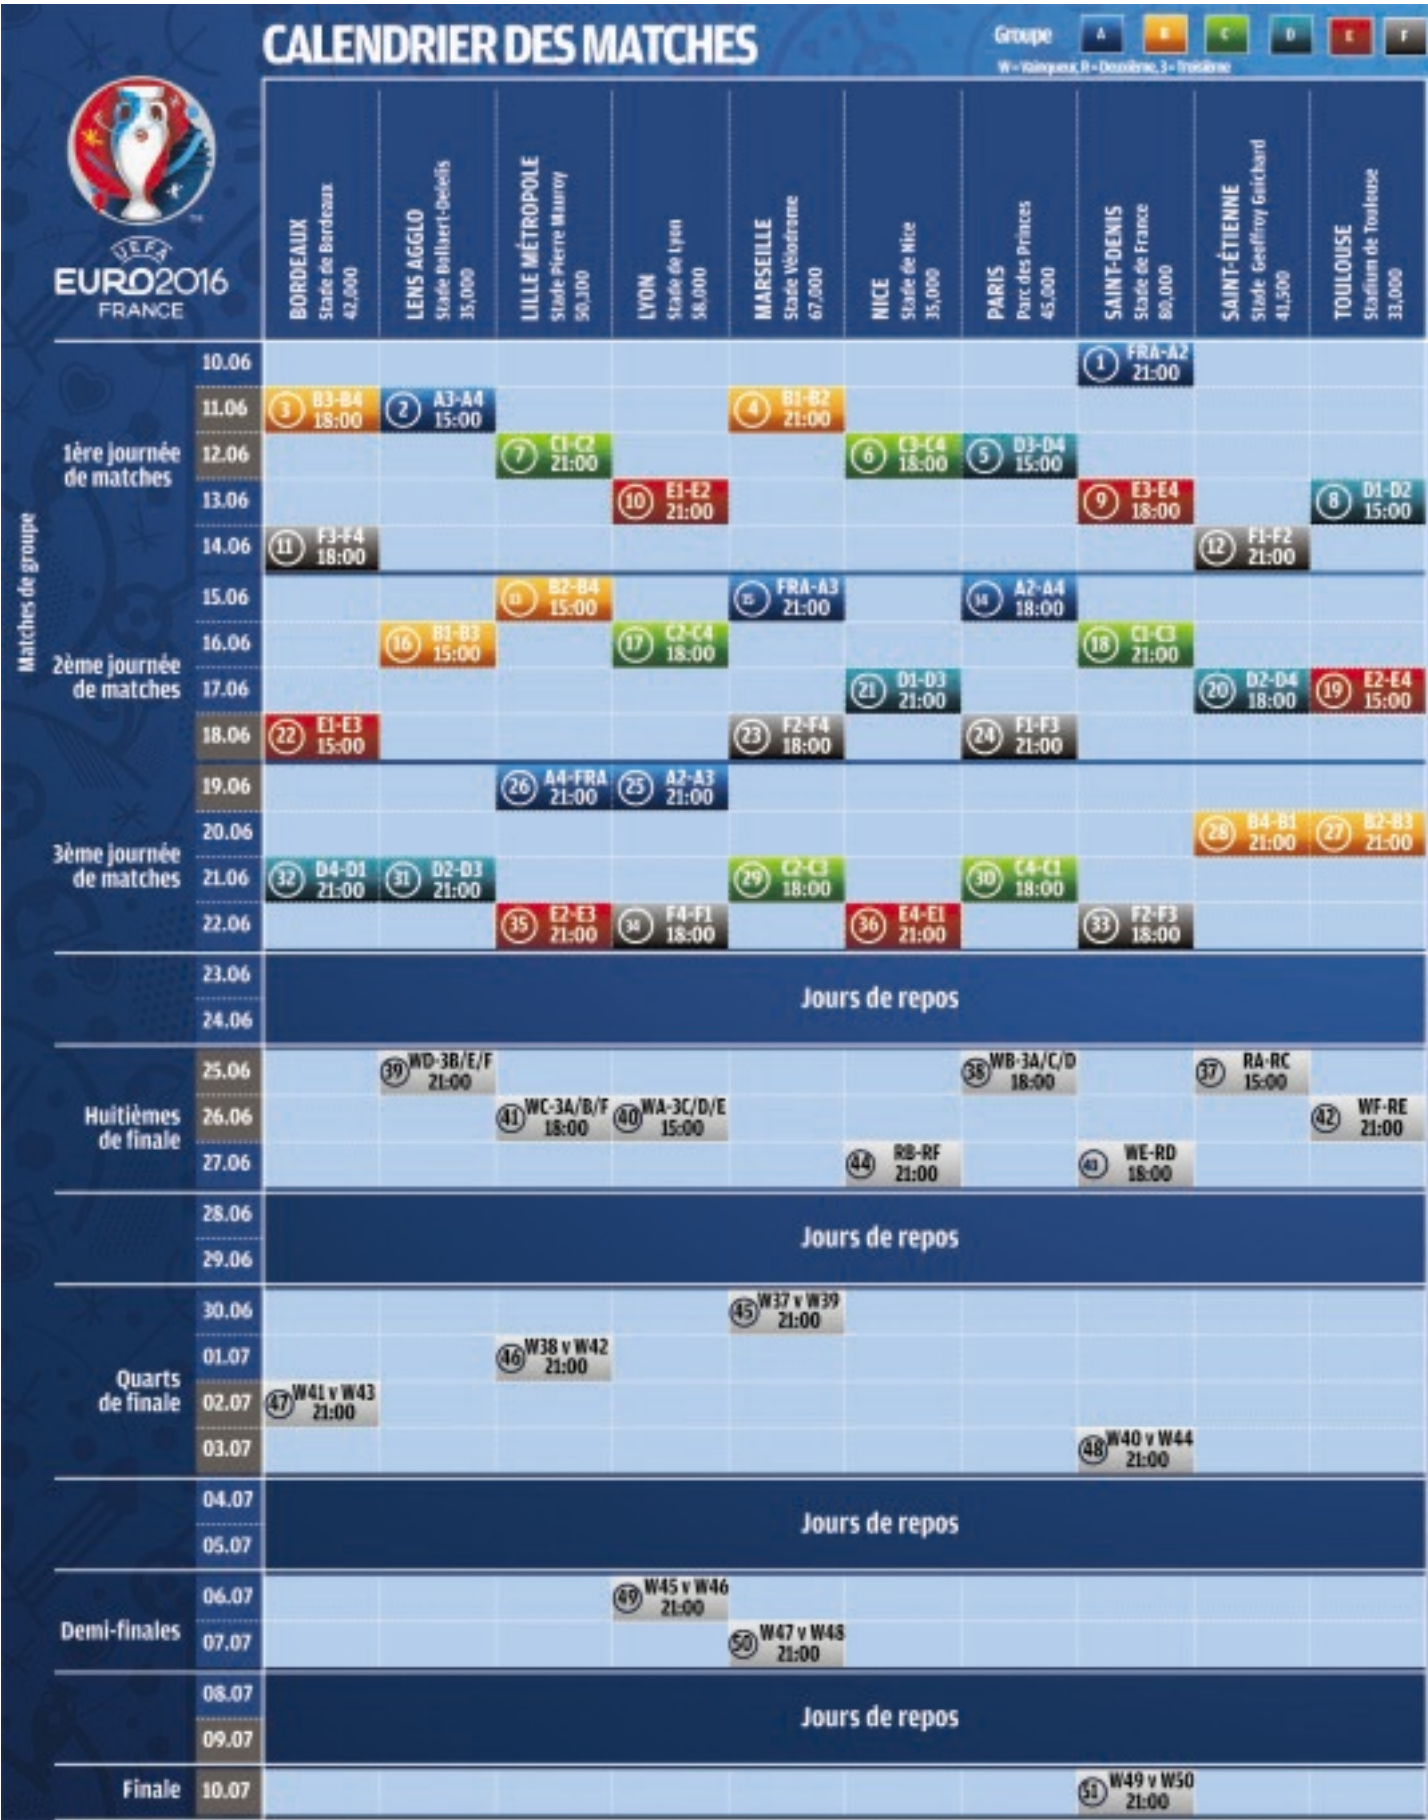 CALENDRIER DES MATCHES
Groupe A B C D E F
W = Vainqueur, R = Deuxième, 3 = Troisième
UEFA
EURO2016
FRANCE
BORDEAUX
Stade de Bordeaux
42,000
LENS AGGLO
Stade Bollaert-Delelis
35,000
LILLE MÉTROPOLE
Stade Pierre Mauroy
50,100
LYON
Stade de Lyon
58,000
MARSEILLE
Stade Vélodrome
67,000
NICE
Stade de Nice
35,000
PARIS
Parc des Princes
45,000
SAINT-DENIS
Stade de France
80,000
SAINT-ÉTIENNE
Stade Geoffroy Guichard
41,500
TOULOUSE
Stadium de Toulouse
33,000
Matches de groupe
1ère journée
de matches
10.06
1 FRA-A2
21:00
11.06
3 B3-B4
18:00
2 A3-A4
15:00
4 B1-B2
21:00
12.06
7 C1-C2
21:00
6 C3-C4
18:00
5 D3-D4
15:00
13.06
10 E1-E2
21:00
9 E3-E4
18:00
8 D1-D2
15:00
14.06
11 F3-F4
18:00
12 F1-F2
21:00
2ème journée
de matches
15.06
13 B2-B4
15:00
15 FRA-A3
21:00
14 A2-A4
18:00
16.06
16 B1-B3
15:00
17 C2-C4
18:00
18 C1-C3
21:00
17.06
21 D1-D3
21:00
20 D2-D4
18:00
19 E2-E4
15:00
18.06
22 E1-E3
15:00
23 F2-F4
18:00
24 F1-F3
21:00
3ème journée
de matches
19.06
26 A4-FRA
21:00
25 A2-A3
21:00
20.06
28 B4-B1
21:00
27 B2-B3
21:00
21.06
32 D4-D1
21:00
31 D2-D3
21:00
29 C2-C3
18:00
30 C4-C1
18:00
22.06
35 E2-E3
21:00
34 F4-F1
18:00
36 E4-E1
21:00
33 F2-F3
18:00
23.06
24.06
Jours de repos
Huitièmes
de finale
25.06
39 WD-3B/E/F
21:00
38 WB-3A/C/D
18:00
37 RA-RC
15:00
26.06
41 WC-3A/B/F
18:00
40 WA-3C/D/E
15:00
42 WF-RE
21:00
27.06
44 RB-RF
21:00
43 WE-RD
18:00
28.06
29.06
Jours de repos
Quarts
de finale
30.06
45 W37 v W39
21:00
01.07
46 W38 v W42
21:00
02.07
47 W41 v W43
21:00
03.07
48 W40 v W44
21:00
04.07
05.07
Jours de repos
Demi-finales
06.07
49 W45 v W46
21:00
07.07
50 W47 v W48
21:00
08.07
09.07
Jours de repos
Finale
10.07
51 W49 v W50
21:00